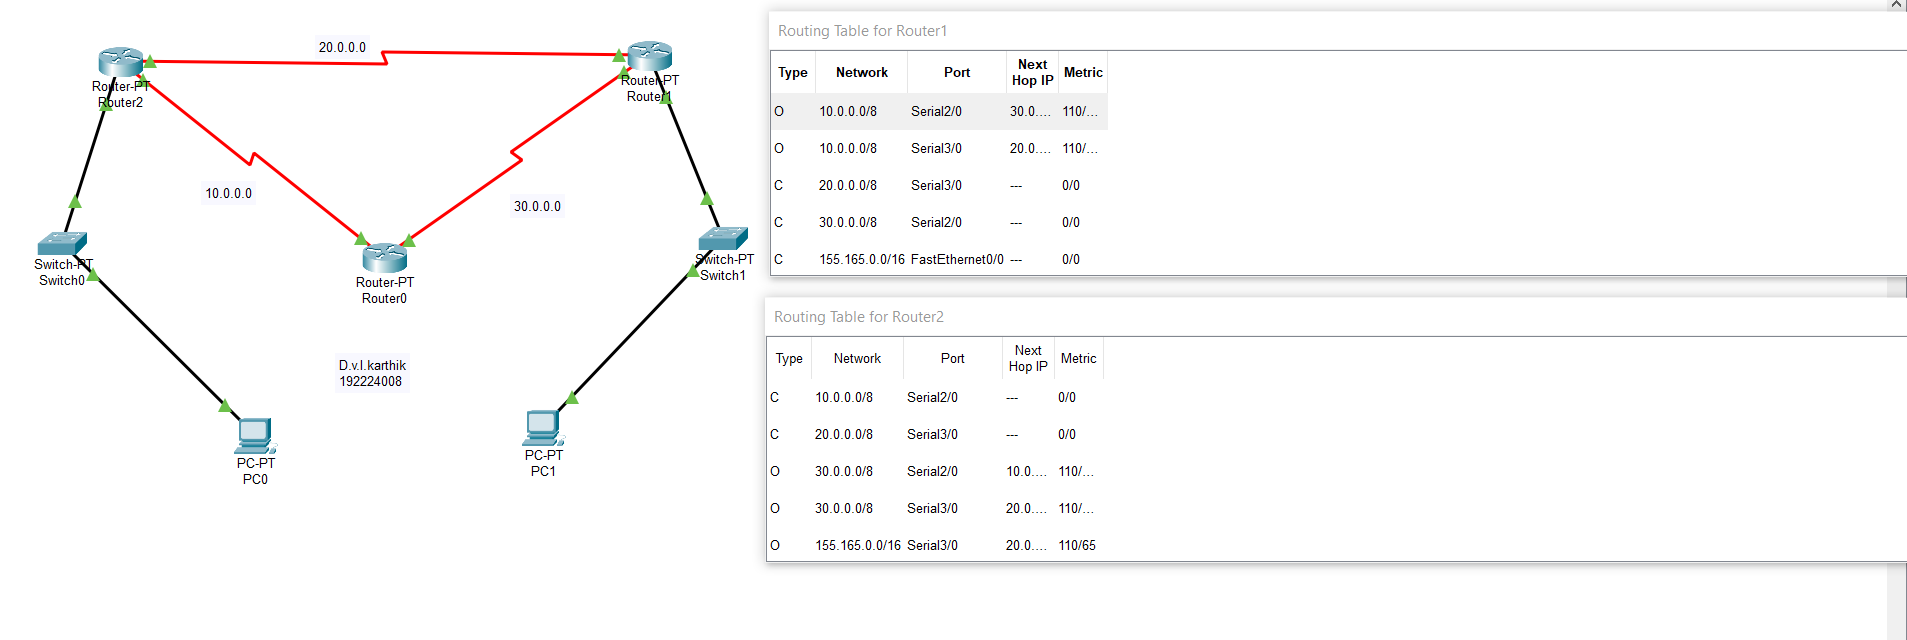 20.0.0.0
Router-PT
Router2
Router-PT
Router1
10.0.0.0
30.0.0.0
Switch-PT
Switch0
Router-PT
Router0
Switch-PT
Switch1
D.v.l.karthik
192224008
PC-PT
PC0
PC-PT
PC1
Routing Table for Router1
Type Network Port Next Hop IP Metric
O 10.0.0.0/8 Serial2/0 30.0.... 110/...
O 10.0.0.0/8 Serial3/0 20.0.... 110/...
C 20.0.0.0/8 Serial3/0 --- 0/0
C 30.0.0.0/8 Serial2/0 --- 0/0
C 155.165.0.0/16 FastEthernet0/0 --- 0/0
Routing Table for Router2
Type Network Port Next Hop IP Metric
C 10.0.0.0/8 Serial2/0 --- 0/0
C 20.0.0.0/8 Serial3/0 --- 0/0
O 30.0.0.0/8 Serial2/0 10.0.... 110/...
O 30.0.0.0/8 Serial3/0 20.0.... 110/...
O 155.165.0.0/16 Serial3/0 20.0.... 110/65